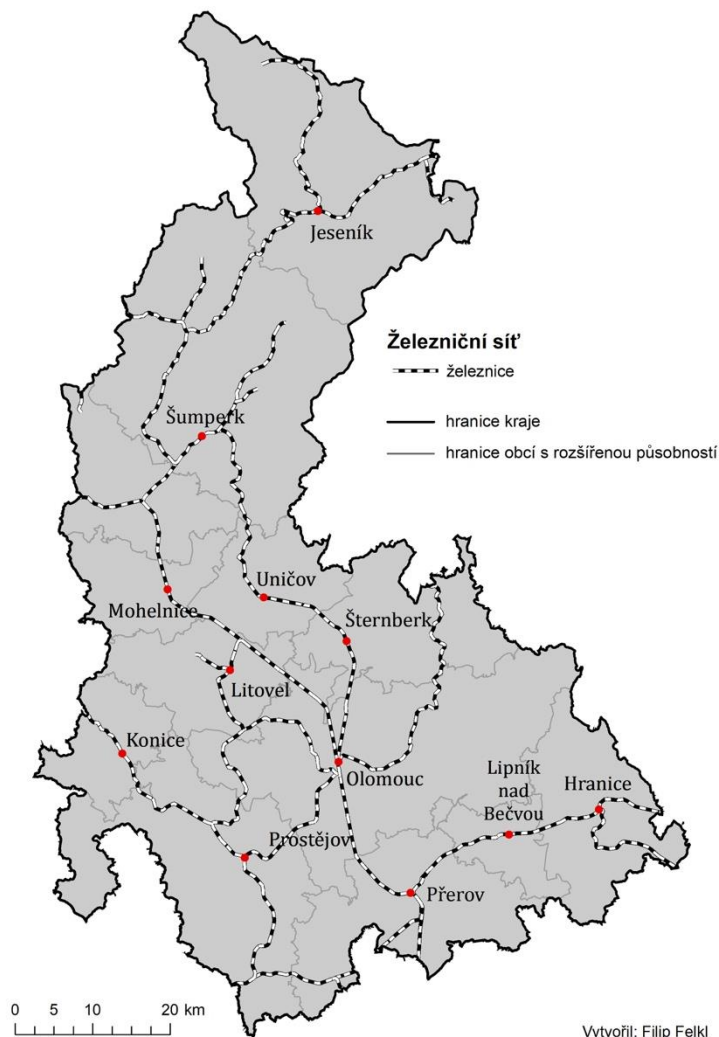 Jeseník
Železniční síť
železnice
hranice kraje
hranice obcí s rozšířenou působností
Šumperk
Uničov
Mohelnice
Šternberk
Litovel
Konice
Olomouc
Lipník
nad
Bečvou
Hranice
Prostějov
Přerov
0 5 10 20 km
Vytvořil: Filip Felkl